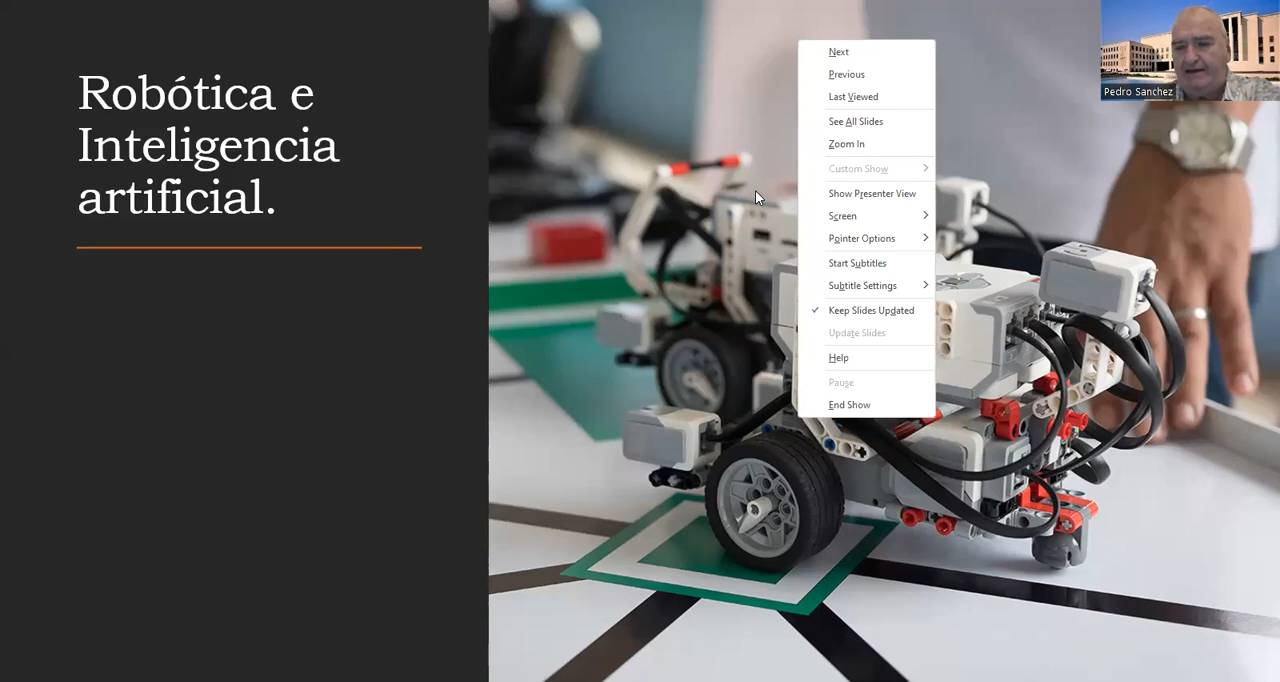 Robótica e
Inteligencia
artificial.
Next
Previous
Last Viewed
See All Slides
Zoom In
Custom Show
Show Presenter View
Screen
Pointer Options
Start Subtitles
Subtitle Settings
Keep Slides Updated
Update Slides
Help
Pause
End Show
Pedro Sanchez